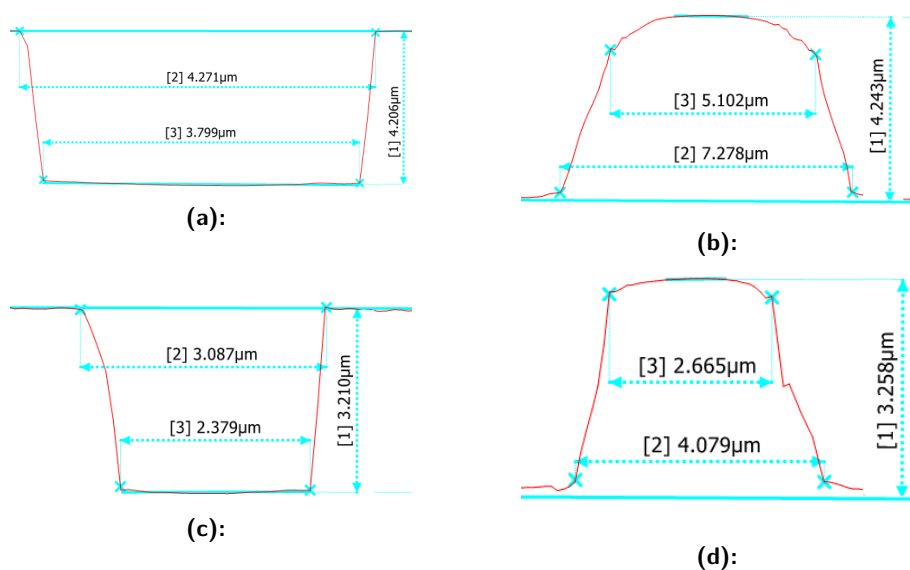 [2] 4.271µm
[3] 3.799µm
[1] 4.206µm
(a):
[3] 5.102µm
[2] 7.278µm
[1] 4.243µm
(b):
[2] 3.087µm
[3] 2.379µm
[1] 3.210µm
(c):
[3] 2.665µm
[2] 4.079µm
[1] 3.258µm
(d):